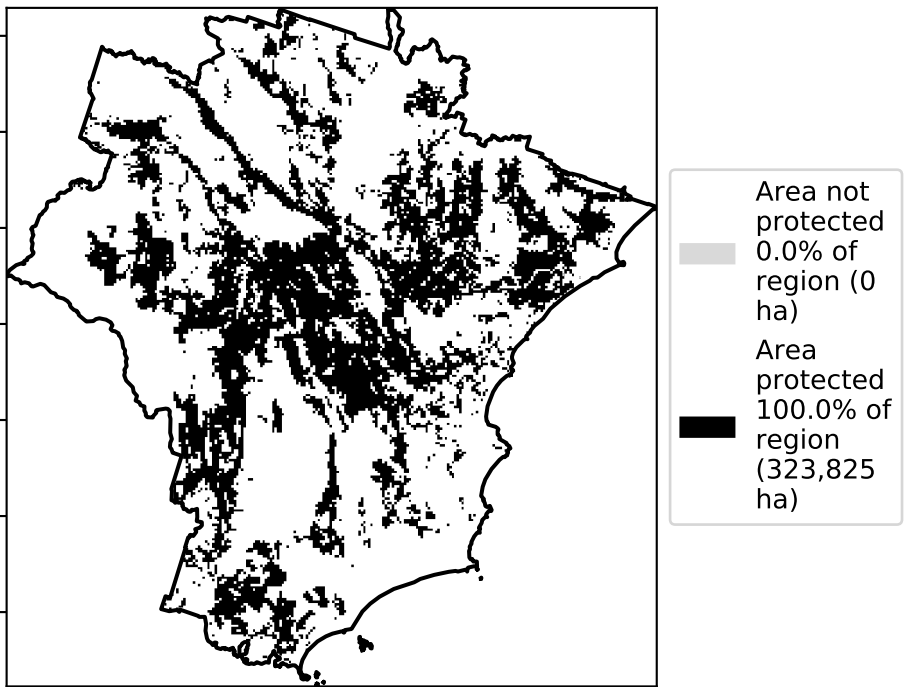 Area not
protected
0.0% of
region (0
ha)
Area
protected
100.0% of
region
(323,825
ha)